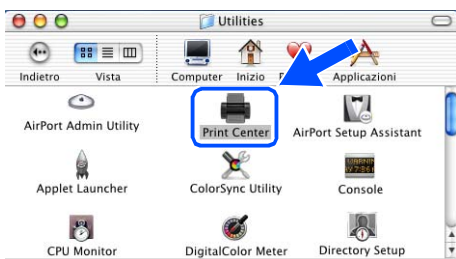 Utilities
Indietro Vista Computer Inizio Applicazioni
AirPort Admin Utility Print Center AirPort Setup Assistant
Applet Launcher ColorSync Utility Console
CPU Monitor DigitalColor Meter Directory Setup